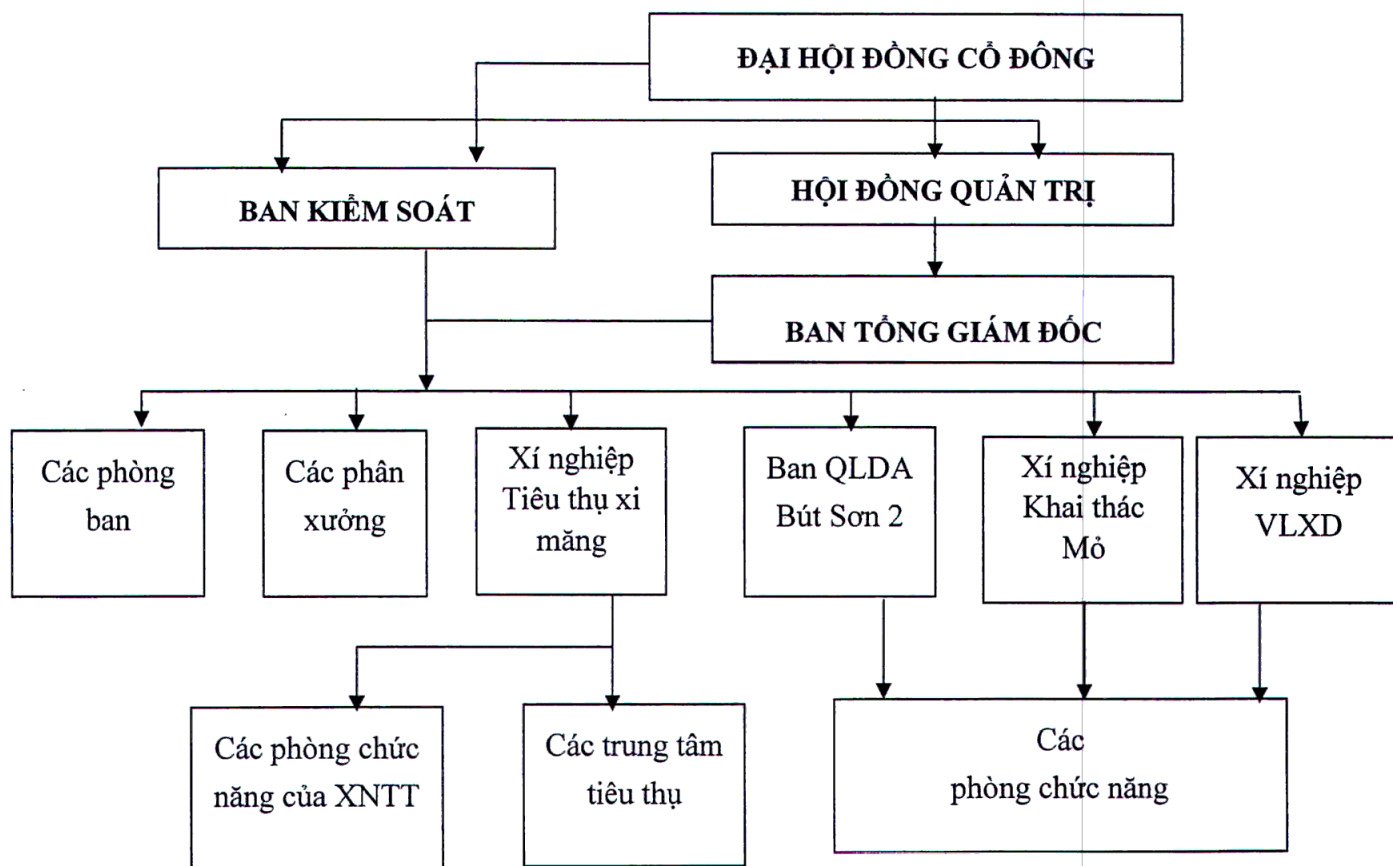 ĐẠI HỘI ĐỒNG CỔ ĐÔNG
BAN KIỂM SOÁT
HỘI ĐỒNG QUẢN TRỊ
BAN TỔNG GIÁM ĐỐC
Các phòng
ban
Các phân
xưởng
Xí nghiệp
Tiêu thụ xi
măng
Ban QLDA
Bút Sơn 2
Xí nghiệp
Khai thác
Mỏ
Xí nghiệp
VLXD
Các phòng chức
năng của XNTT
Các trung tâm
tiêu thụ
Các
phòng chức năng